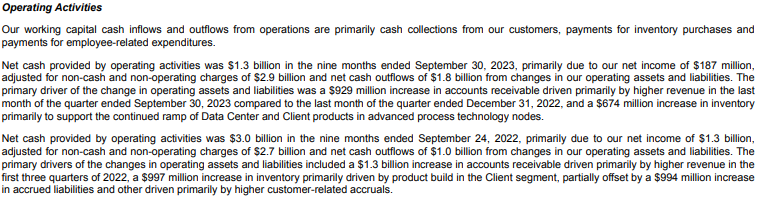 Operating Activities
Our working capital cash inflows and outflows from operations are primarily cash collections from our customers, payments for inventory purchases and
payments for employee-related expenditures.
Net cash provided by operating activities was $1.3 billion in the nine months ended September 30, 2023, primarily due to our net income of $187 million,
adjusted for non-cash and non-operating charges of $2.9 billion and net cash outflows of $1.8 billion from changes in our operating assets and liabilities. The
primary driver of the change in operating assets and liabilities was a $929 million increase in accounts receivable driven primarily by higher revenue in the last
month of the quarter ended September 30, 2023 compared to the last month of the quarter ended December 31, 2022, and a $674 million increase in inventory
primarily to support the continued ramp of Data Center and Client products in advanced process technology nodes.
Net cash provided by operating activities was $3.0 billion in the nine months ended September 24, 2022, primarily due to our net income of $1.3 billion,
adjusted for non-cash and non-operating charges of $2.7 billion and net cash outflows of $1.0 billion from changes in our operating assets and liabilities. The
primary drivers of the changes in operating assets and liabilities included a $1.3 billion increase in accounts receivable driven primarily by higher revenue in the
first three quarters of 2022, a $997 million increase in inventory primarily driven by product build in the Client segment, partially offset by a $994 million increase
in accrued liabilities and other driven primarily by higher customer-related accruals.